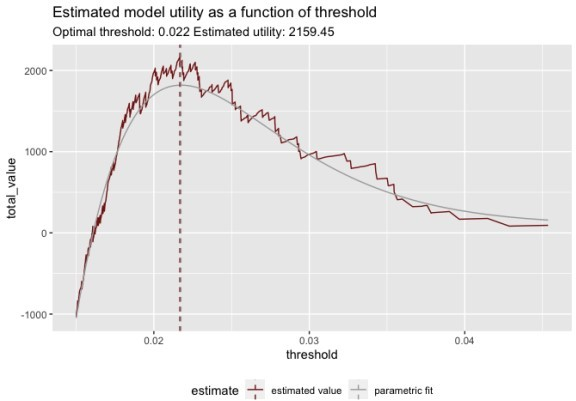 Estimated model utility as a function of threshold
Optimal threshold: 0.022 Estimated utility: 2159.45
total_value
2000
1000
0
-1000
0.02 0.03 0.04
threshold
estimate estimated value parametric fit